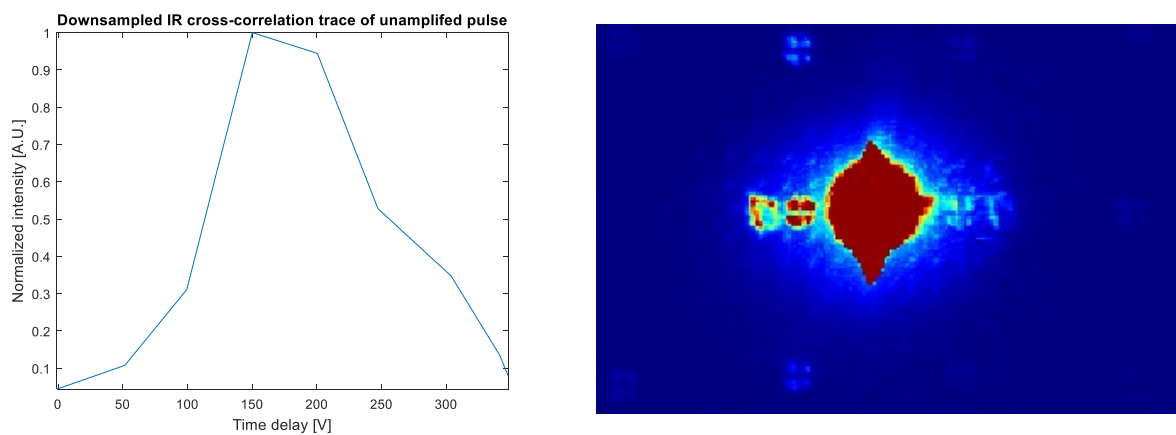 Downsampled IR cross-correlation trace of unamplifed pulse
1
0.9
0.8
0.7
0.6
0.5
0.4
0.3
0.2
0.1
Normalized intensity [A.U.]
0 50 100 150 200 250 300
Time delay [V]